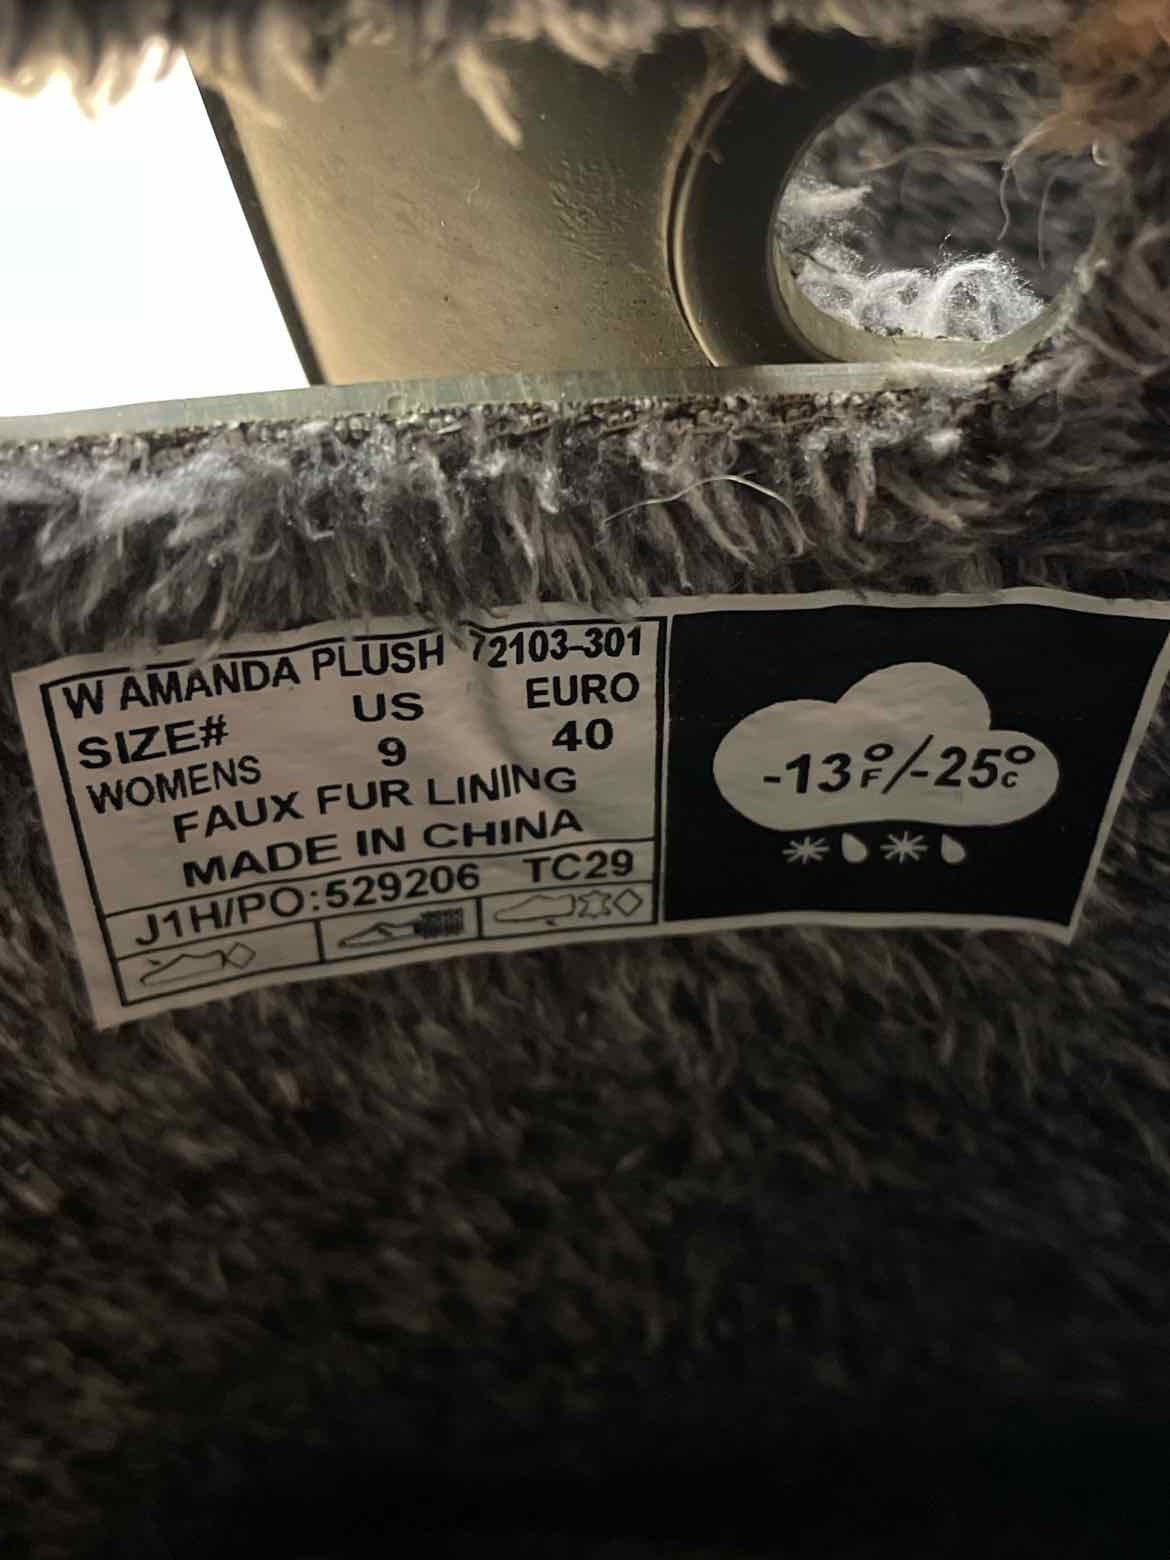 W AMANDA PLUSH 72103-301
SIZE# US EURO
WOMENS 9 40
FAUX FUR LINING
MADE IN CHINA
J1H/PO:529206 TC29
-13°F/-25°C